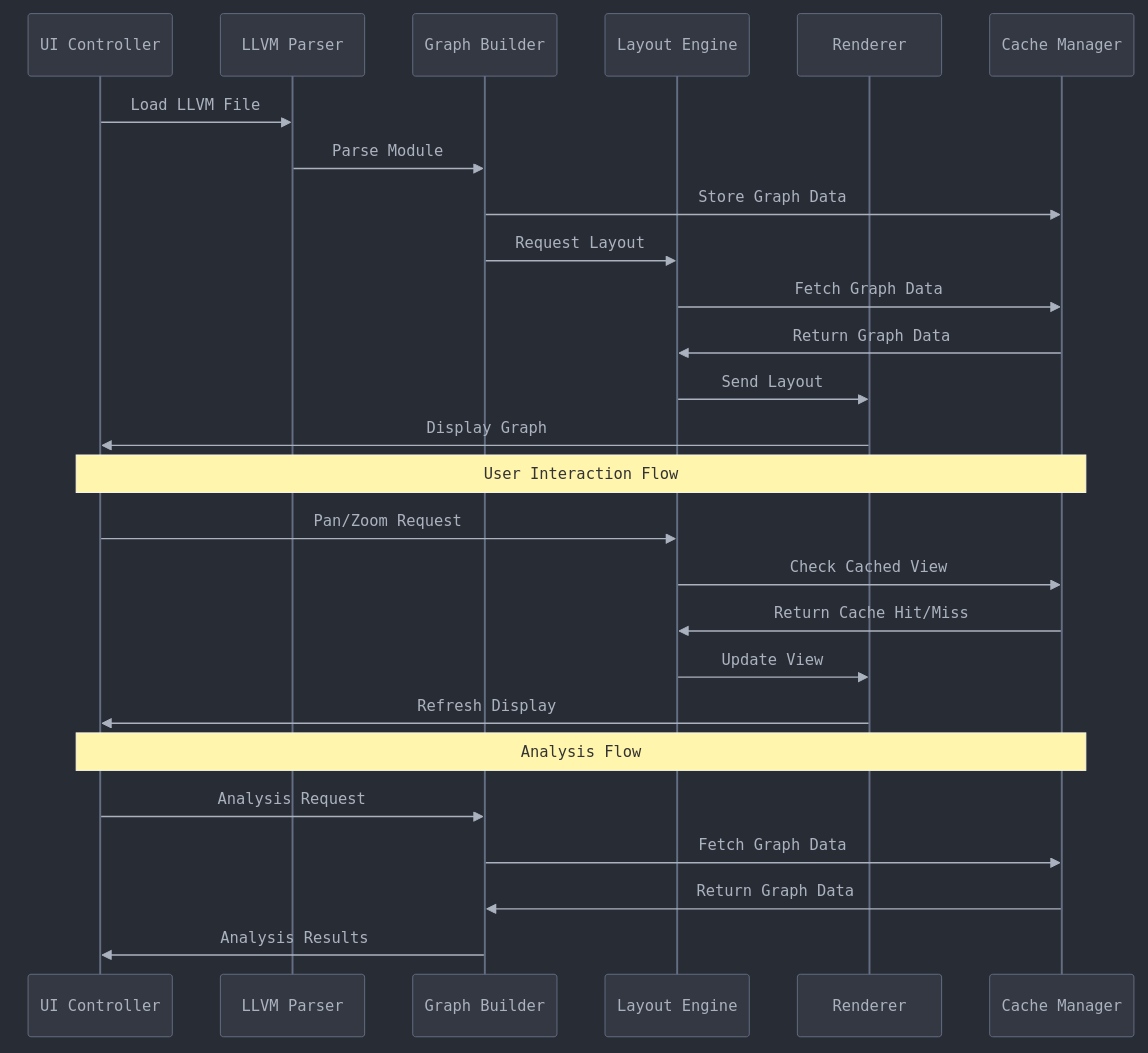 UI Controller
LLVM Parser
Graph Builder
Layout Engine
Renderer
Cache Manager
Load LLVM File
Parse Module
Store Graph Data
Request Layout
Fetch Graph Data
Return Graph Data
Send Layout
Display Graph
User Interaction Flow
Pan/Zoom Request
Check Cached View
Return Cache Hit/Miss
Update View
Refresh Display
Analysis Flow
Analysis Request
Fetch Graph Data
Return Graph Data
Analysis Results
UI Controller
LLVM Parser
Graph Builder
Layout Engine
Renderer
Cache Manager